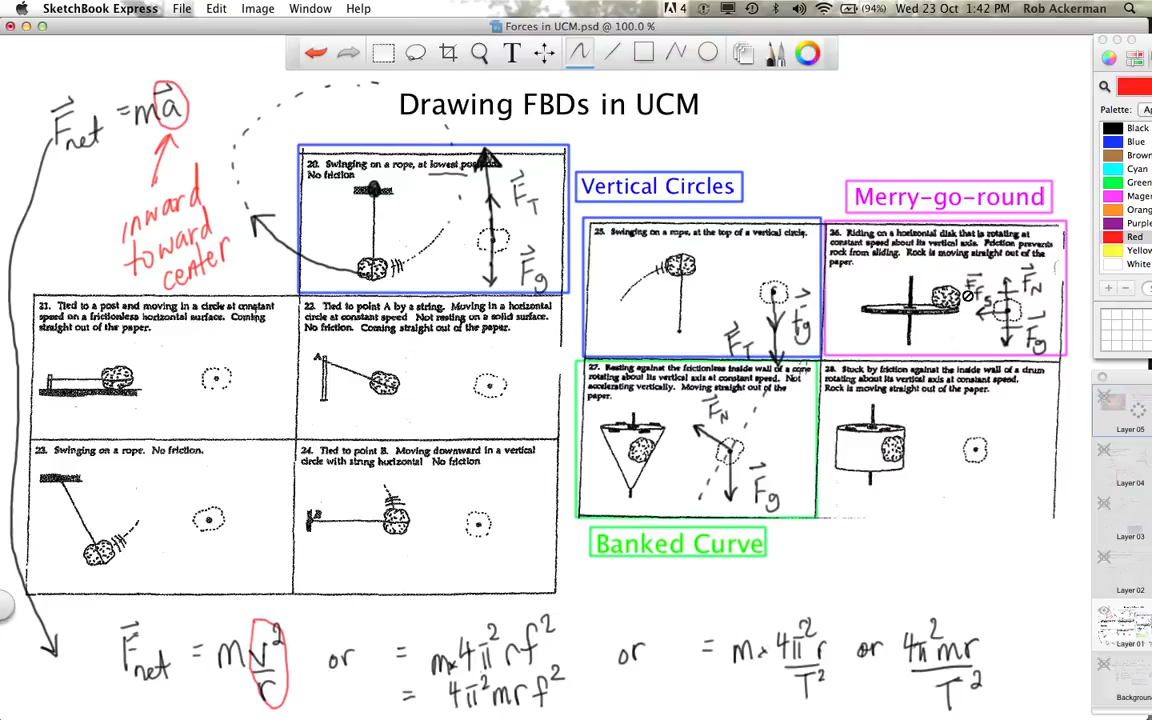 SketchBook Express File Edit Image Window Help
4 (94%) Wed 23 Oct 1:42 PM Rob Ackerman
Forces in UCM.psd @ 100.0 %
Drawing FBDs in UCM
F⃗net = ma⃗
inward
toward
center
20. Swinging on a rope, at lowest
No friction
F⃗T
F⃗g
Vertical Circles
Merry-go-round
21. Tied to a post and moving in a circle at constant
speed on a frictionless horizontal surface. Coming
straight out of the paper.
22. Tied to point A by a string. Moving in a horizontal
circle at constant speed Not resting on a solid surface.
No friction. Coming straight out of the paper.
A
23. Swinging on a rope. No friction.
24. Tied to point B. Moving downward in a vertical
circle with string horizontal No friction
B
25. Swinging on a rope, at the top of a vertical circle.
F⃗T
F⃗g
26. Riding on a horizontal disk that is rotating at
constant speed about its vertical axis. Friction prevents
rock from sliding. Rock is moving straight out of the
paper.
F⃗N
F⃗g
27. Resting against the frictionless inside wall of a cone
rotating about its vertical axis at constant speed. Not
accelerating vertically. Moving straight out of the
paper.
F⃗N
F⃗g
28. Stuck by friction against the inside wall of a drum
rotating about its vertical axis at constant speed.
Rock is moving straight out of the paper.
Banked Curve
F⃗net = m v²/r or = m × 4π²rf² or = m × 4π²r/T² or 4π²mr/T²
= 4π²mrf²
Palette:
Black
Blue
Brown
Cyan
Green
Orang
Purple
Red
Yellow
White
Layer 05
Layer 04
Layer 03
Layer 02
Layer 01
Background